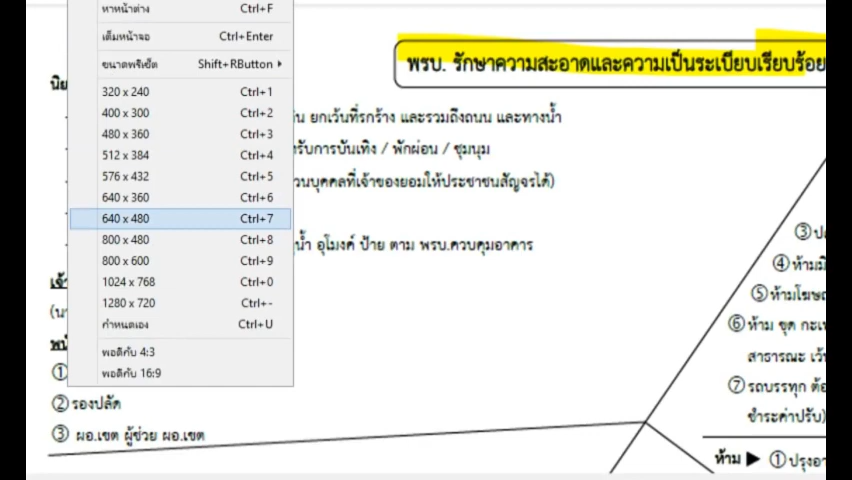 หาหน้าต่าง Ctrl+F
เต็มหน้าจอ Ctrl+Enter
ขนาดพรีเซ็ต Shift+RButton
320 x 240 Ctrl+1
400 x 300 Ctrl+2
480 x 360 Ctrl+3
512 x 384 Ctrl+4
576 x 432 Ctrl+5
640 x 360 Ctrl+6
640 x 480 Ctrl+7
800 x 480 Ctrl+8
800 x 600 Ctrl+9
1024 x 768 Ctrl+0
1280 x 720 Ctrl+-
กำหนดเอง Ctrl+U
พอดีกับ 4:3
พอดีกับ 16:9
พรบ. รักษาความสะอาดและความเป็นระเบียบเรียบร้อย
ยกเว้นที่รกร้าง และรวมถึงถนน และทางน้ำ
รับการบันเทิง / พักผ่อน / ชุมนุม
วนบุคคลที่เจ้าของยอมให้ประชาชนสัญจรได้)
อุโมงค์ ป้าย ตาม พรบ.ควบคุมอาคาร
①
② รองปลัด
③ ผอ.เขต ผู้ช่วย ผอ.เขต
③
④ ห้าม
⑤ ห้ามโฆษ
⑥ ห้าม ขุด
สาธารณะ เว้
⑦ รถบรรทุก ต้อ
ชำระค่าปรับ)
ห้าม ▶ ① ปรุงอา